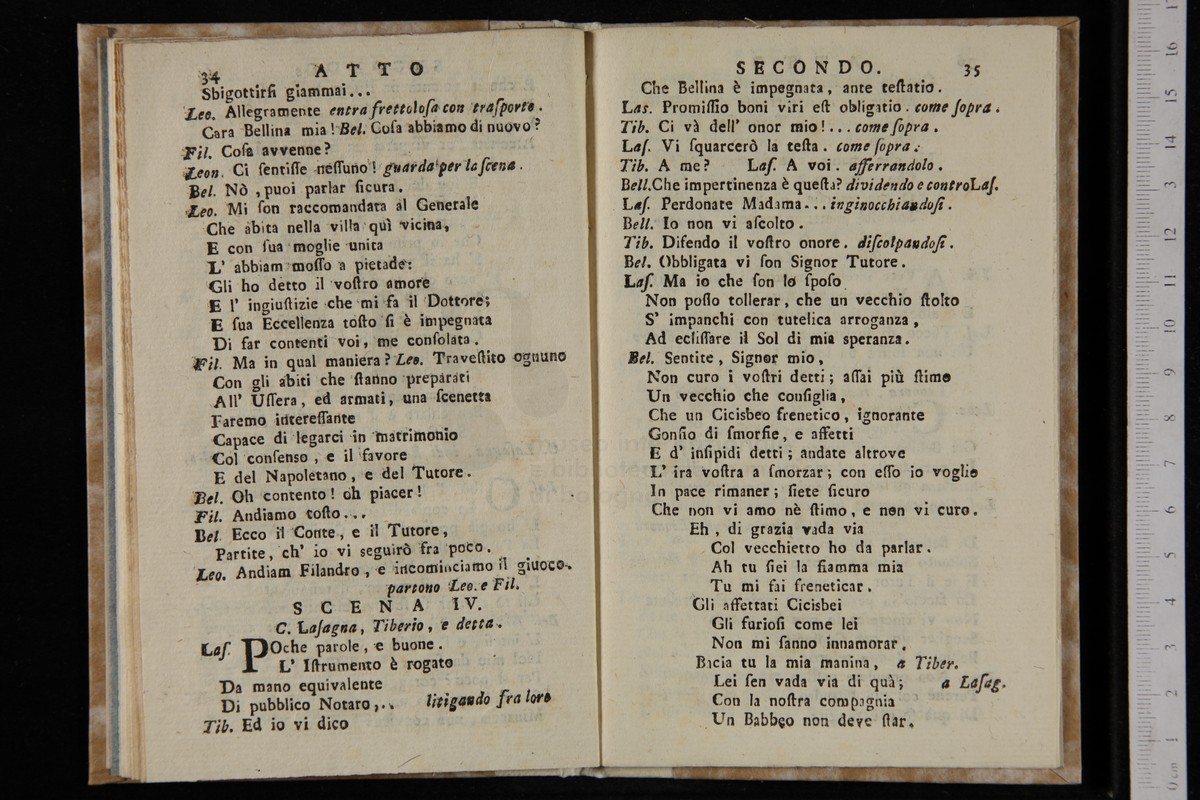 34 ATTO
Sbigottirſi giammai...
Leo. Allegramente entra frettoloſa con traſporto.
Cara Bellina mia! Bel. Coſa abbiamo di nuovo?
Fil. Coſa avvenne?
Leon. Ci ſentiſſe neſſuno! guarda per la ſcena.
Bel. Nò, puoi parlar ſicura.
Leo. Mi ſon raccomandata al Generale
Che abita nella villa quì vicina,
E con ſua moglie unita
L' abbiam moſſo a pietade:
Gli ho detto il voſtro amore
E l' ingiuſtizie che mi fa il Dottore;
E ſua Eccellenza toſto ſi è impegnata
Di far contenti voi, me conſolata.
Fil. Ma in qual maniera? Leo. Traveſtito ognuno
Con gli abiti che ſtanno preparati
All' Uſſera, ed armati, una ſcenetta
Faremo intereſſante
Capace di legarci in matrimonio
Col conſenſo, e il favore
E del Napoletano, e del Tutore.
Bel. Oh contento! oh piacer!
Fil. Andiamo toſto...
Bel Ecco il Conte, e il Tutore,
Partite, ch' io vi seguirò fra poco.
Leo. Andiam Filandro, e incominciamo il giuoco.
partono Leo. e Fil.
SCENA IV.
C. Laſagna, Tiberio, e detta.
Laſ. POche parole, e buone.
L' Iſtrumento è rogato
Da mano equivalente
Di pubblico Notaro,.. litigando fra loro
Tib. Ed io vi dico
SECONDO. 35
Che Bellina è impegnata, ante teſtatio.
Las. Promiſſio boni viri eſt obligatio. come ſopra.
Tib. Ci và dell' onor mio!... come ſopra.
Laſ. Vi ſquarcerò la teſta. come ſopra.
Tib. A me? Laſ. A voi. afferrandolo.
Bell. Che impertinenza è queſta? dividendo e contro Laſ.
Laſ. Perdonate Madama... inginocchiandoſi.
Bell. Io non vi aſcolto.
Tib. Difendo il voſtro onore. diſcolpandoſi.
Bel. Obbligata vi ſon Signor Tutore.
Laſ. Ma io che ſon lo ſpoſo
Non poſſo tollerar, che un vecchio ſtolto
S' impanchi con tutelica arroganza,
Ad ecliſſare il Sol di mia speranza.
Bel. Sentite, Signor mio,
Non curo i voſtri detti; aſſai più ſtimo
Un vecchio che conſiglia,
Che un Cicisbeo frenetico, ignorante
Gonfio di ſmorfie, e affetti
E d' inſipidi detti; andate altrove
L' ira voſtra a ſmorzar; con eſſo io voglio
In pace rimaner; ſiete ſicuro
Che non vi amo nè ſtimo, e non vi curo.
Eh, di grazia vada via
Col vecchietto ho da parlar.
Ah tu ſiei la fiamma mia
Tu mi fai freneticar.
Gli affettati Cicisbei
Gli furioſi come lei
Non mi fanno innamorar.
Bacia tu la mia manina, a Tiber.
Lei ſen vada via di quà; a Laſag.
Con la noſtra compagnia
Un Babbeo non deve ſtar.